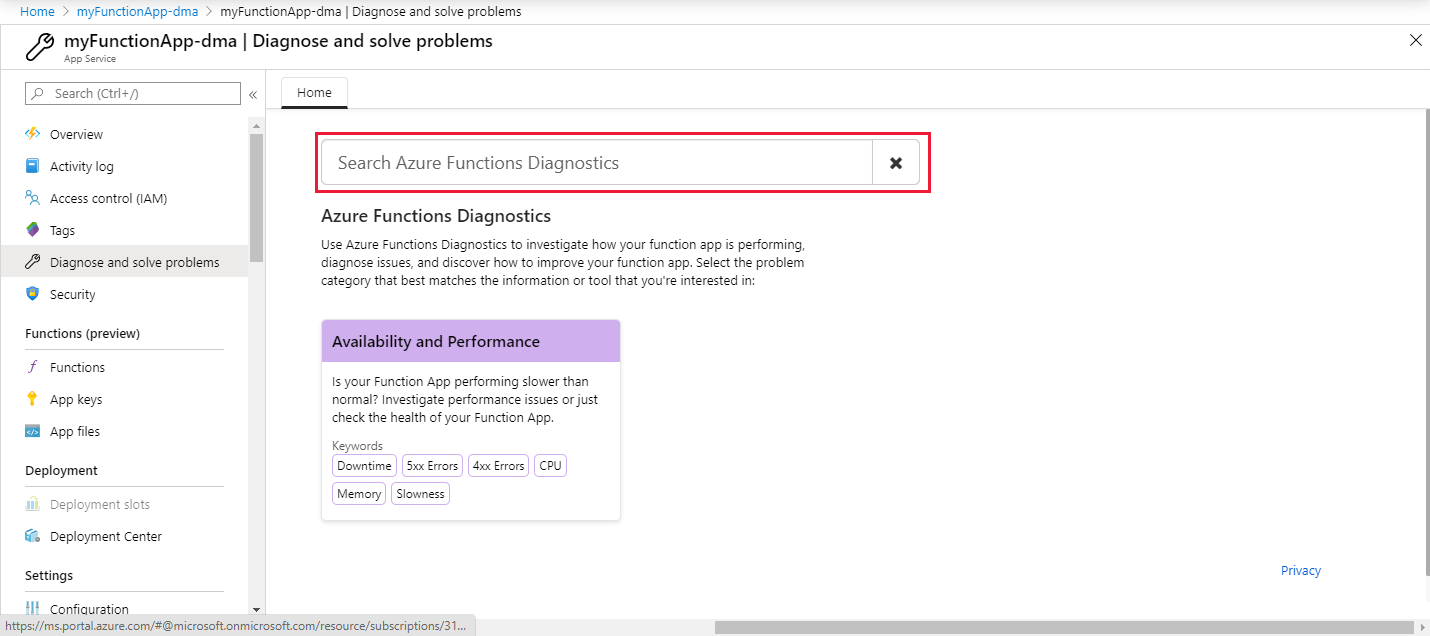 Home > myFunctionApp-dma > myFunctionApp-dma | Diagnose and solve problems
myFunctionApp-dma | Diagnose and solve problems
App Service
Search (Ctrl+/)
«
Overview
Activity log
Access control (IAM)
Tags
Diagnose and solve problems
Security
Functions (preview)
Functions
App keys
App files
Deployment
Deployment slots
Deployment Center
Settings
Configuration
Home
Search Azure Functions Diagnostics
Azure Functions Diagnostics
Use Azure Functions Diagnostics to investigate how your function app is performing,
diagnose issues, and discover how to improve your function app. Select the problem
category that best matches the information or tool that you're interested in:
Availability and Performance
Is your Function App performing slower than
normal? Investigate performance issues or just
check the health of your Function App.
Keywords
Downtime 5xx Errors 4xx Errors CPU
Memory Slowness
Privacy
https://ms.portal.azure.com/#@microsoft.onmicrosoft.com/resource/subscriptions/31...